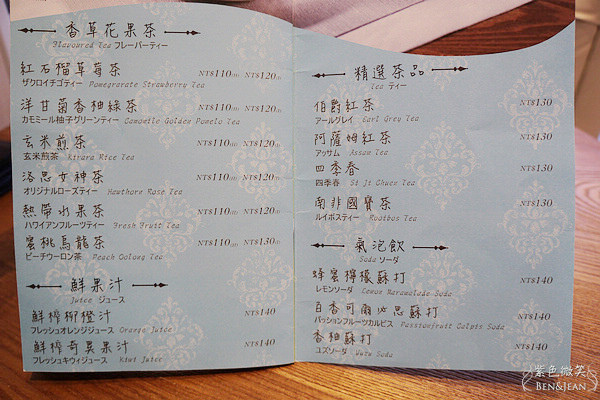 香草花果茶
Flavoured Tea フレーバーティー
紅石榴草莓茶 NT$110(H) NT$120(I)
ザクロイチゴティー Pomegranate Strawberry Tea
洋甘菊香柚綠茶 NT$110(H) NT$120(I)
カモミール柚子グリーンティー Camomile Golden Pomelo Tea
玄米煎茶 NT$110(H) NT$120(I)
玄米煎茶 Kirara Rice Tea
洛思女神茶 NT$110(H) NT$120(I)
オリジナルローズティー Hawthore Rose Tea
熱帶水果茶 NT$110(H) NT$120(I)
ハワイアンフルーツティー Fresh Fruit Tea
蜜桃烏龍茶 NT$110(H) NT$130(I)
ピーチウーロン茶 Peach Oolong Tea
鮮果汁
Juice ジュース
鮮榨柳橙汁 NT$140
フレッシュオレンジジュース Orange Juice
鮮榨奇異果汁 NT$140
フレッシュキウィジュース Kiwi Juice
精選茶品
Tea ティー
伯爵紅茶 NT$130
アールグレイ Earl Grey Tea
阿薩姆紅茶 NT$130
アッサム Assam Tea
四季春 NT$130
四季春 Si Ji Chuen Tea
南非國寶茶 NT$130
ルイボスティー Rooibos Tea
氣泡飲
Soda ソーダ
蜂蜜檸檬蘇打 NT$140
レモンソーダ Lemon Marmalade Soda
百香可爾必思蘇打 NT$140
パッションフルーツカルピス Passionfruit Calpis Soda
香柚蘇打 NT$140
ユズソーダ Yuzu Soda
紫色微笑
BEN&JEAN